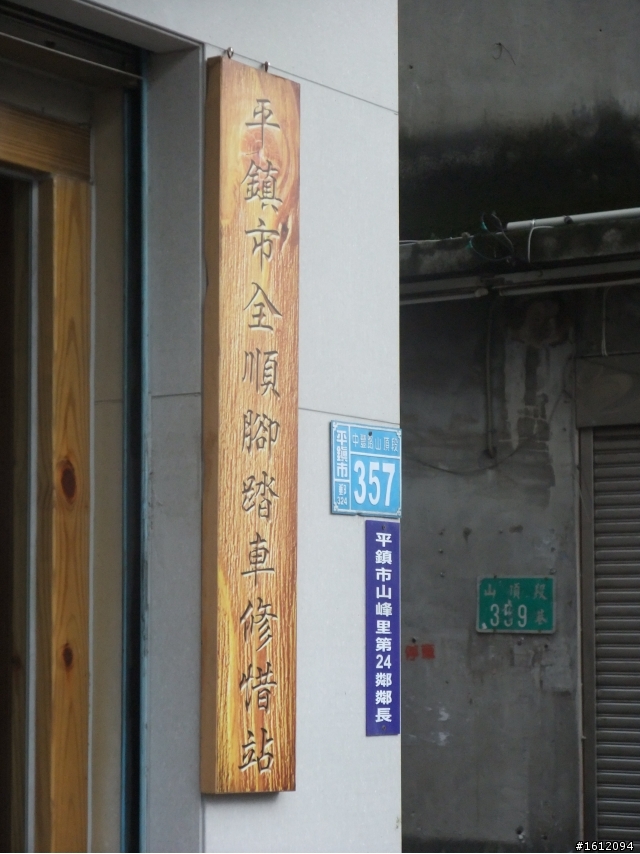 平鎮市全順腳踏車修惜站
平鎮市
中豐路山頂段
357
324
平鎮市山峰里第24鄰鄰長
山頂段
399巷
#1612094